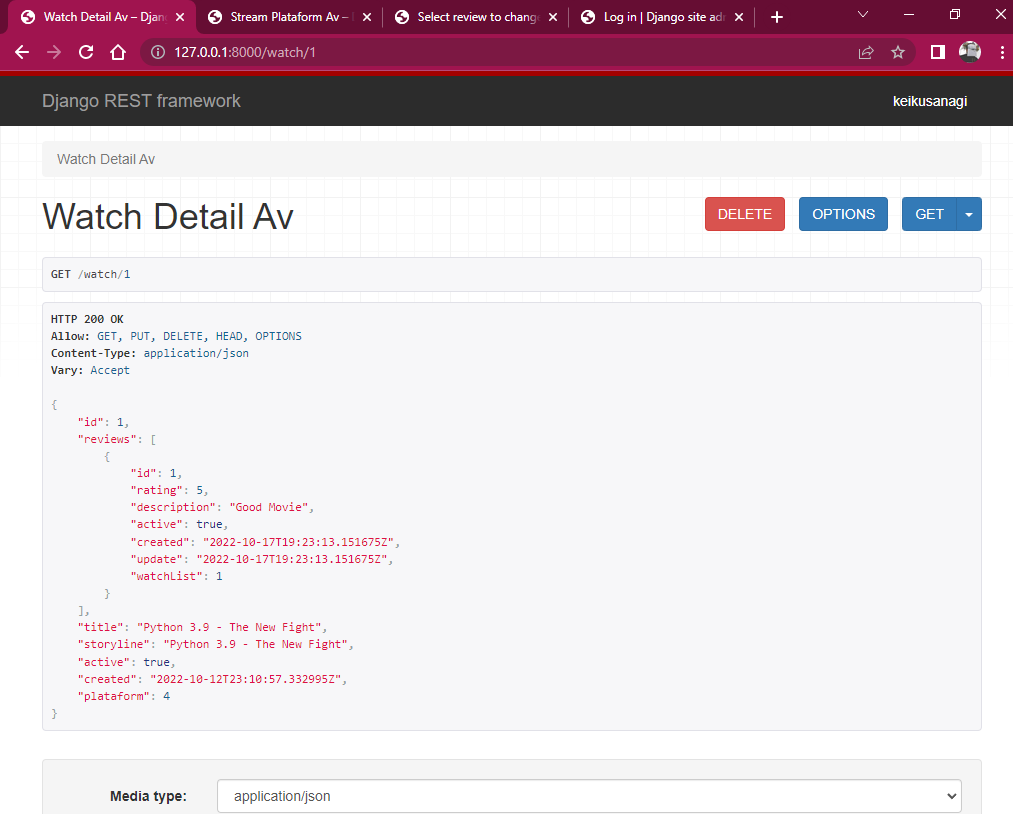 Watch Detail Av – Djan
Stream Plataform Av –
Select review to change
Log in | Django site ad
127.0.0.1:8000/watch/1
Django REST framework
keikusanagi
Watch Detail Av
Watch Detail Av
DELETE
OPTIONS
GET
GET /watch/1
HTTP 200 OK
Allow: GET, PUT, DELETE, HEAD, OPTIONS
Content-Type: application/json
Vary: Accept
{
"id": 1,
"reviews": [
{
"id": 1,
"rating": 5,
"description": "Good Movie",
"active": true,
"created": "2022-10-17T19:23:13.151675Z",
"update": "2022-10-17T19:23:13.151675Z",
"watchList": 1
}
],
"title": "Python 3.9 - The New Fight",
"storyline": "Python 3.9 - The New Fight",
"active": true,
"created": "2022-10-12T23:10:57.332995Z",
"plataform": 4
}
Media type:
application/json